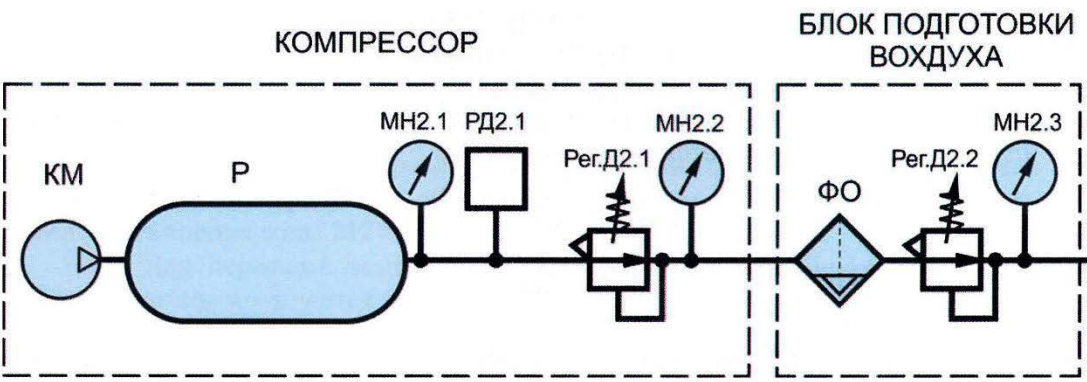 КОМПРЕССОР
БЛОК ПОДГОТОВКИ
ВОХДУХА
КМ
Р
МН2.1
РД2.1
Рег.Д2.1
МН2.2
ФО
Рег.Д2.2
МН2.3